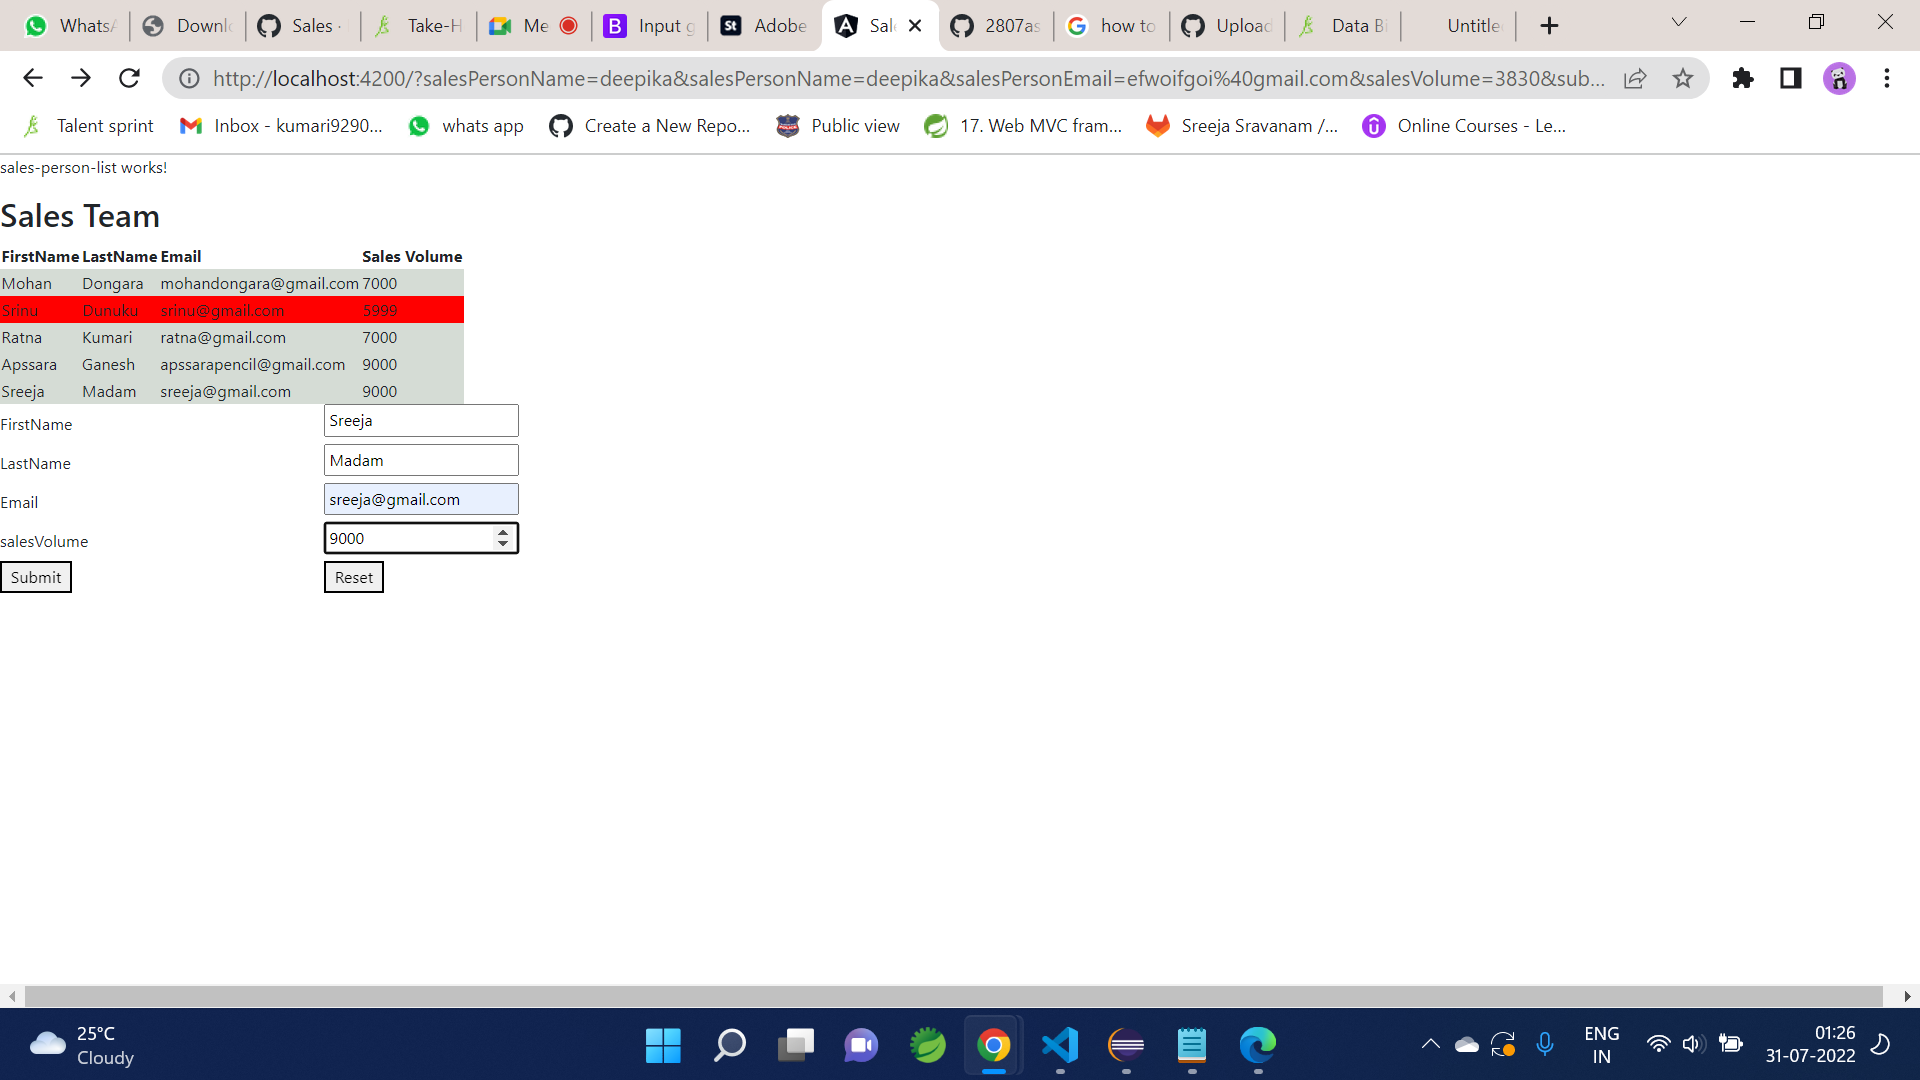 WhatsA
Downlo
Sales ·
Take-H
Me
B Input g
St Adobe
Sale
2807as
how to
Upload
Data Bi
Untitled
http://localhost:4200/?salesPersonName=deepika&salesPersonName=deepika&salesPersonEmail=efwoifgoi%40gmail.com&salesVolume=3830&sub...
Talent sprint
Inbox - kumari9290...
whats app
Create a New Repo...
Public view
17. Web MVC fram...
Sreeja Sravanam /...
Online Courses - Le...
sales-person-list works!
Sales Team
FirstName LastName Email Sales Volume
Mohan Dongara mohandongara@gmail.com 7000
Srinu Dunuku srinu@gmail.com 5999
Ratna Kumari ratna@gmail.com 7000
Apssara Ganesh apssarapencil@gmail.com 9000
Sreeja Madam sreeja@gmail.com 9000
FirstName Sreeja
LastName Madam
Email sreeja@gmail.com
salesVolume 9000
Submit Reset
25°C
Cloudy
ENG
IN
01:26
31-07-2022